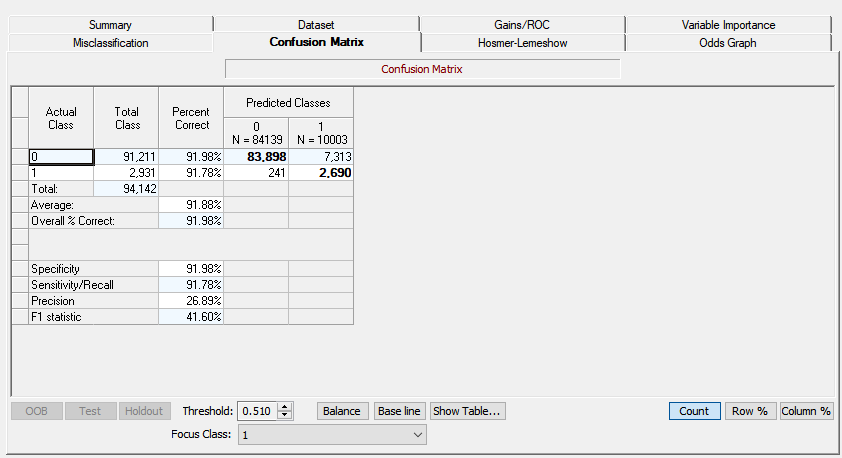 Summary Dataset Gains/ROC Variable Importance
Misclassification Confusion Matrix Hosmer-Lemeshow Odds Graph
Confusion Matrix
Actual Class Total Class Percent Correct Predicted Classes
0 N = 84139 1 N = 10003
0 91,211 91.98% 83,898 7,313
1 2,931 91.78% 241 2,690
Total: 94,142
Average: 91.88%
Overall % Correct: 91.98%
Specificity 91.98%
Sensitivity/Recall 91.78%
Precision 26.89%
F1 statistic 41.60%
OOB Test Holdout Threshold: 0.510 Balance Base line Show Table... Count Row % Column %
Focus Class: 1